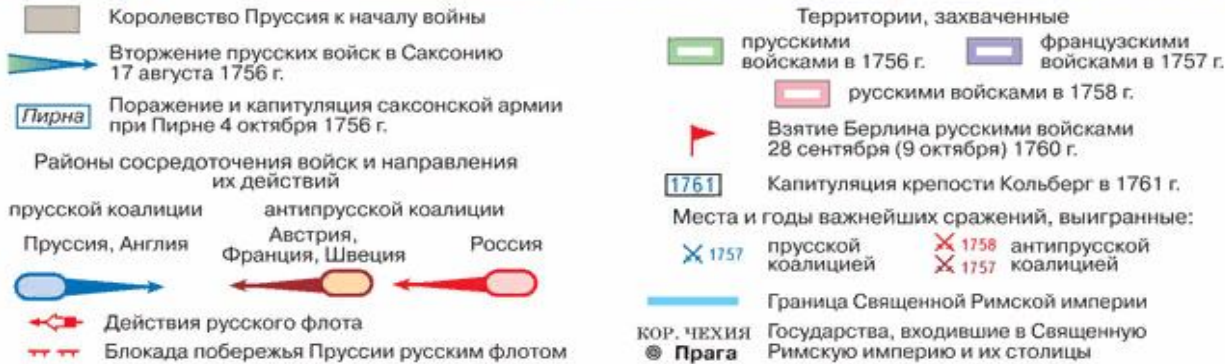 Королевство Пруссия к началу войны
Вторжение прусских войск в Саксонию
17 августа 1756 г.
Пирна
Поражение и капитуляция саксонской армии
при Пирне 4 октября 1756 г.
Районы сосредоточения войск и направления
их действий
прусской коалиции
антипрусской коалиции
Пруссия, Англия
Австрия,
Франция, Швеция
Россия
Действия русского флота
Блокада побережья Пруссии русским флотом
Территории, захваченные
прусскими
войсками в 1756 г.
французскими
войсками в 1757 г.
русскими войсками в 1758 г.
Взятие Берлина русскими войсками
28 сентября (9 октября) 1760 г.
1761
Капитуляция крепости Кольберг в 1761 г.
Места и годы важнейших сражений, выигранные:
1757
прусской
коалицией
1758
1757
антипрусской
коалицией
Граница Священной Римской империи
КОР. ЧЕХИЯ
Прага
Государства, входившие в Священную
Римскую империю и их столицы